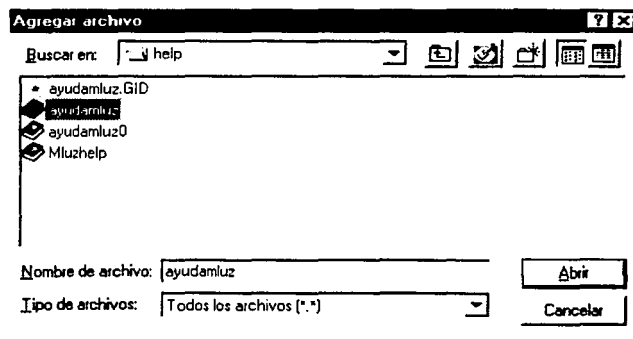 Agregar archivo
Buscar en: help
ayudamluz.GID
ayudamluz
ayudamluz0
Mluzhelp
Nombre de archivo: ayudamluz Abrir
Tipo de archivos: Todos los archivos (*.*) Cancelar